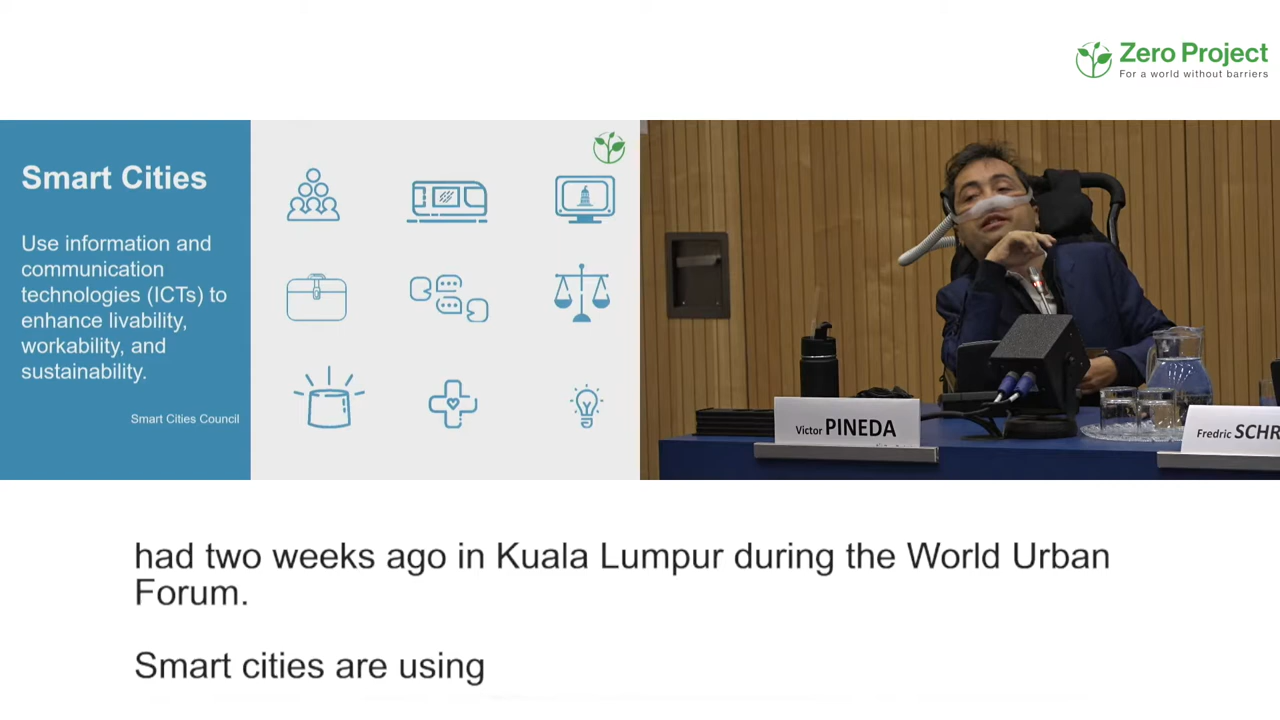 Zero Project
For a world without barriers
Smart Cities
Use information and
communication
technologies (ICTs) to
enhance livability,
workability, and
sustainability.
Smart Cities Council
Victor PINEDA
Fredric SCHR
had two weeks ago in Kuala Lumpur during the World Urban
Forum.
Smart cities are using